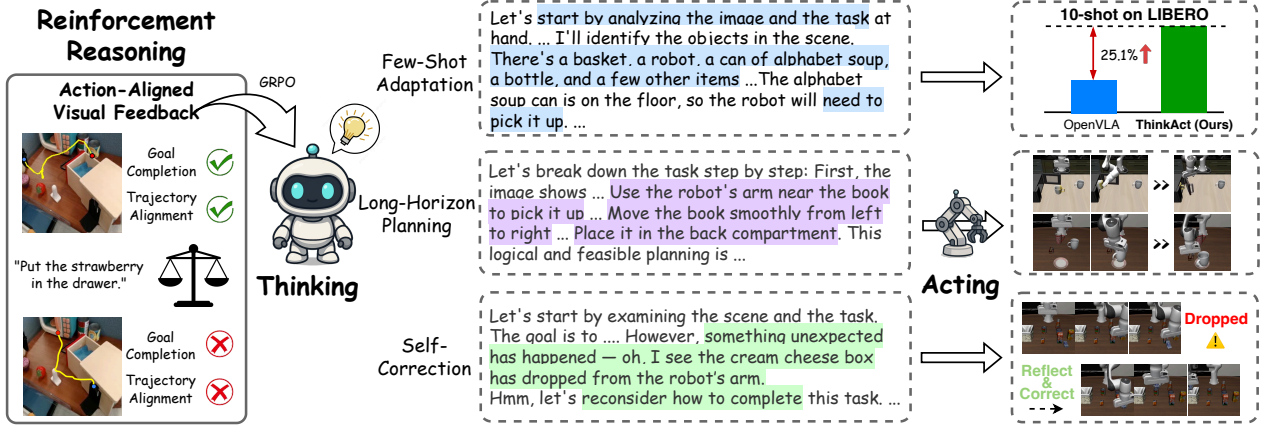 Reinforcement
Reasoning
Action-Aligned
Visual Feedback
Goal
Completion
Trajectory
Alignment
"Put the strawberry
in the drawer."
Goal
Completion
Trajectory
Alignment
GRPO
Thinking
Few-Shot
Adaptation
Let's start by analyzing the image and the task at
hand. ... I'll identify the objects in the scene.
There's a basket, a robot, a can of alphabet soup,
a bottle, and a few other items ...The alphabet
soup can is on the floor, so the robot will need to
pick it up. ...
10-shot on LIBERO
25.1%
OpenVLA
ThinkAct (Ours)
Long-Horizon
Planning
Let's break down the task step by step: First, the
image shows ... Use the robot's arm near the book
to pick it up ... Move the book smoothly from left
to right ... Place it in the back compartment. This
logical and feasible planning is ...
Acting
Self-
Correction
Let's start by examining the scene and the task.
The goal is to .... However, something unexpected
has happened — oh, I see the cream cheese box
has dropped from the robot's arm.
Hmm, let's reconsider how to complete this task. ...
Dropped
Reflect
&
Correct